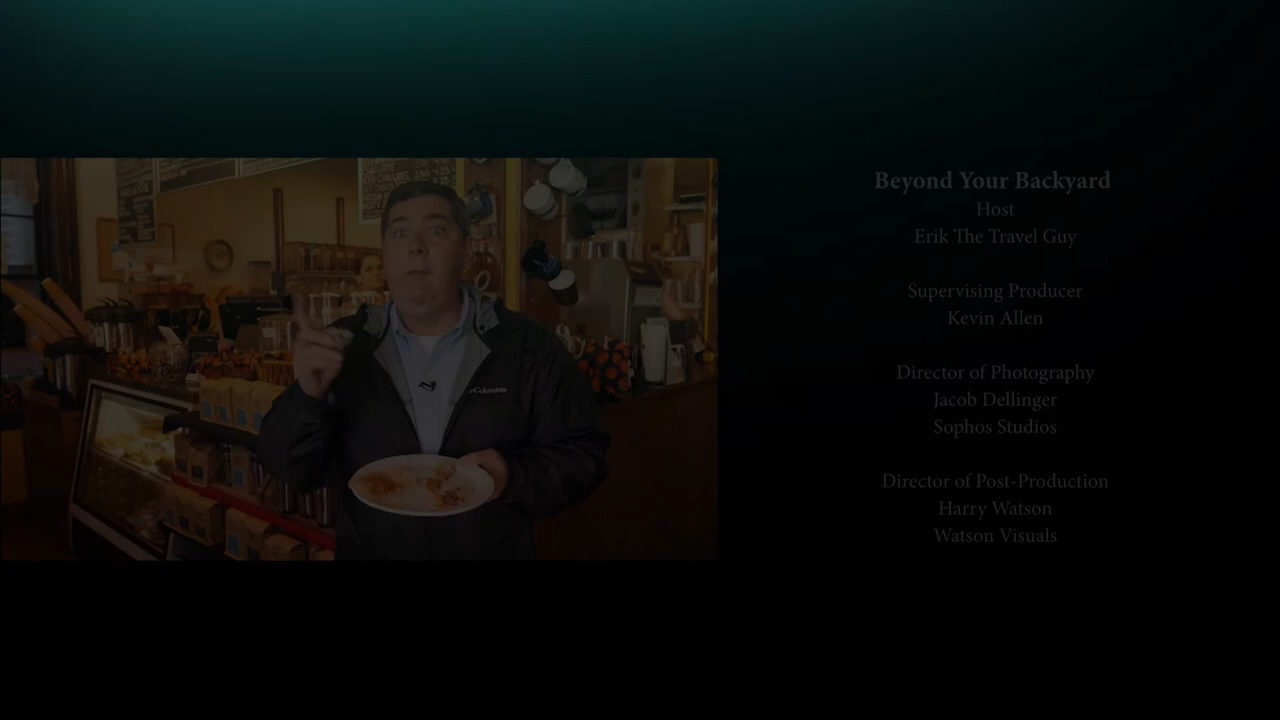 Columbia
Beyond Your Backyard
Host
Erik The Travel Guy
Supervising Producer
Kevin Allen
Director of Photography
Jacob Dellinger
Sophos Studios
Director of Post-Production
Harry Watson
Watson Visuals